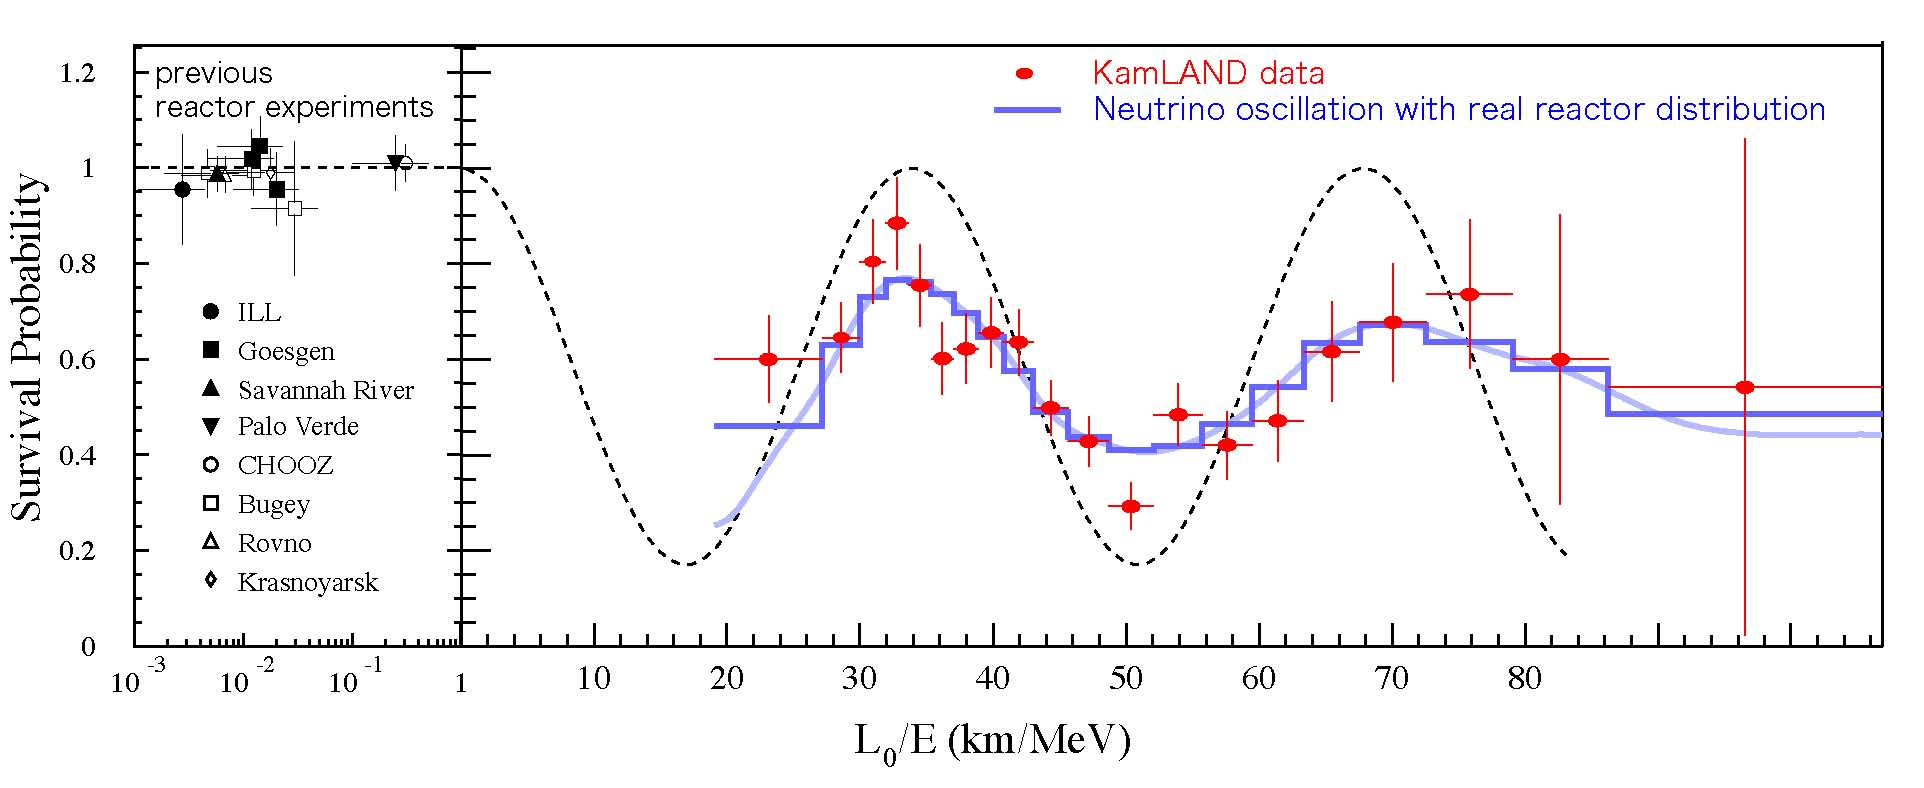 previous
reactor experiments
KamLAND data
Neutrino oscillation with real reactor distribution
ILL
Goesgen
Savannah River
Palo Verde
CHOOZ
Bugey
Rovno
Krasnoyarsk
Survival Probability
1.2
1
0.8
0.6
0.4
0.2
0
10^-3 10^-2 10^-1 1 10 20 30 40 50 60 70 80
L₀/E (km/MeV)